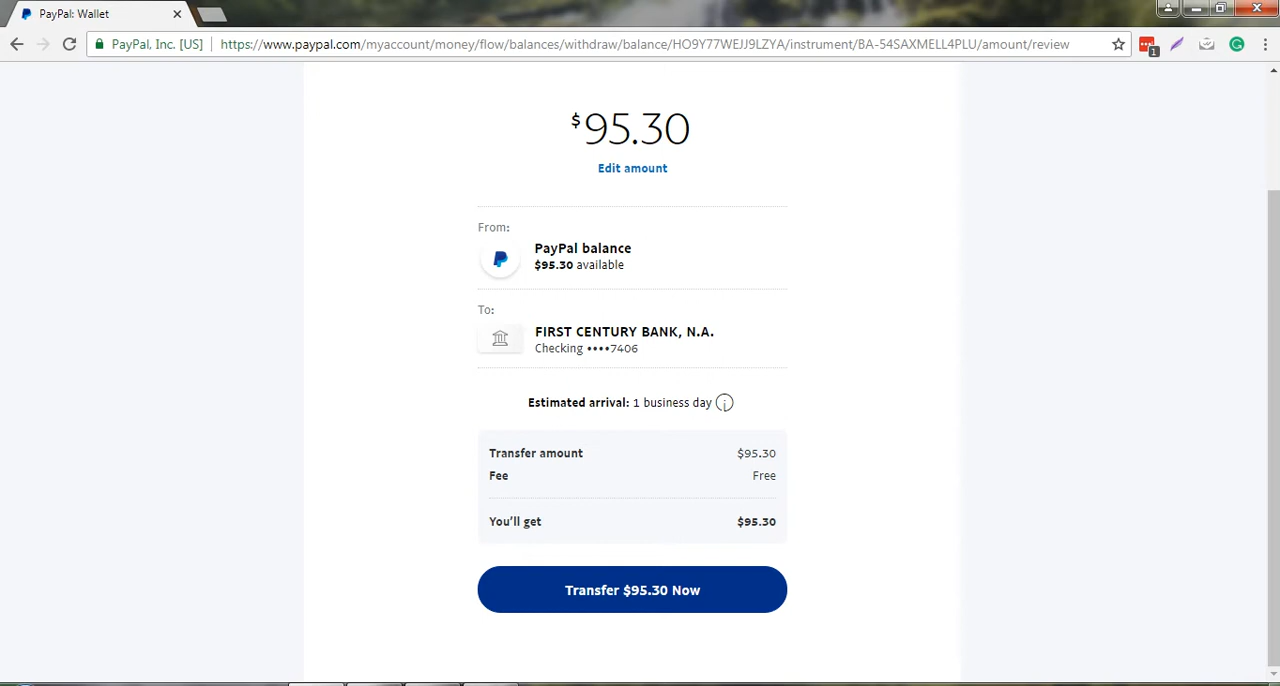 PayPal: Wallet
PayPal, Inc. [US]
https://www.paypal.com/myaccount/money/flow/balances/withdraw/balance/HO9Y77WEJJ9LZYA/instrument/BA-54SAXMELL4PLU/amount/review
1
$95.30
Edit amount
From:
PayPal balance
$95.30 available
To:
FIRST CENTURY BANK, N.A.
Checking ••••7406
Estimated arrival: 1 business day
Transfer amount $95.30
Fee Free
You'll get $95.30
Transfer $95.30 Now